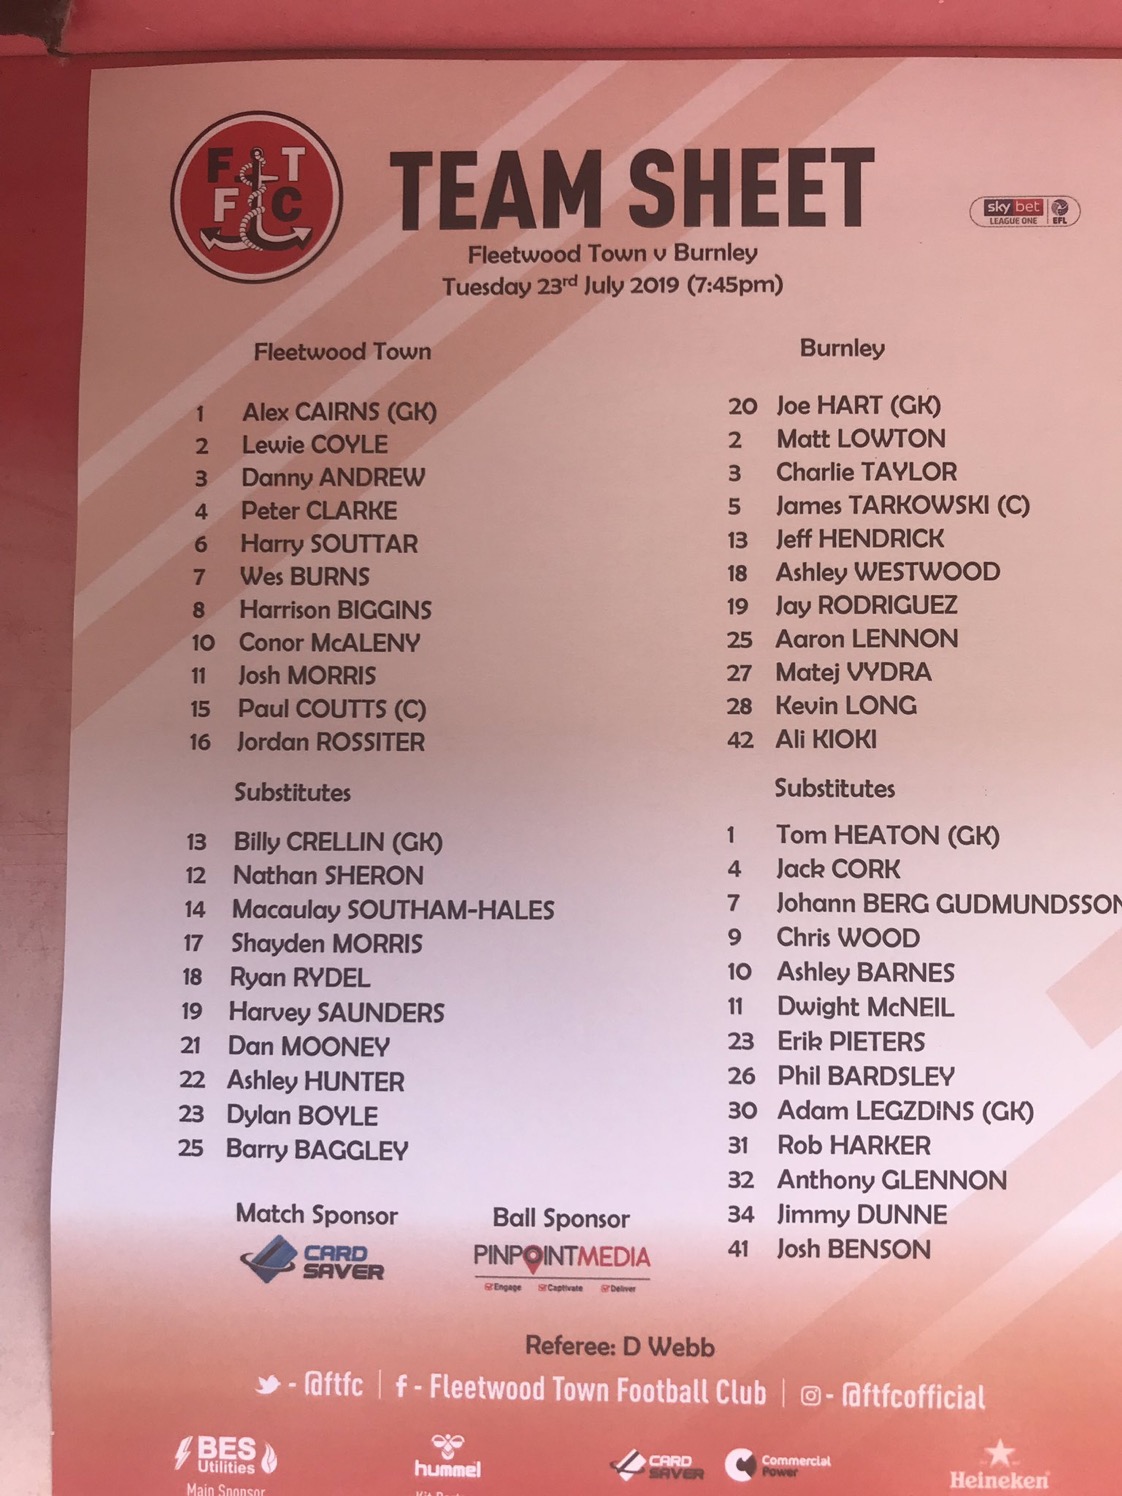 F T
F C
TEAM SHEET
sky bet
LEAGUE ONE
EFL
Fleetwood Town v Burnley
Tuesday 23rd July 2019 (7:45pm)
Fleetwood Town
1 Alex CAIRNS (GK)
2 Lewie COYLE
3 Danny ANDREW
4 Peter CLARKE
6 Harry SOUTTAR
7 Wes BURNS
8 Harrison BIGGINS
10 Conor McALENY
11 Josh MORRIS
15 Paul COUTTS (C)
16 Jordan ROSSITER
Substitutes
13 Billy CRELLIN (GK)
12 Nathan SHERON
14 Macaulay SOUTHAM-HALES
17 Shayden MORRIS
18 Ryan RYDEL
19 Harvey SAUNDERS
21 Dan MOONEY
22 Ashley HUNTER
23 Dylan BOYLE
25 Barry BAGGLEY
Burnley
20 Joe HART (GK)
2 Matt LOWTON
3 Charlie TAYLOR
5 James TARKOWSKI (C)
13 Jeff HENDRICK
18 Ashley WESTWOOD
19 Jay RODRIGUEZ
25 Aaron LENNON
27 Matej VYDRA
28 Kevin LONG
42 Ali KIOKI
Substitutes
1 Tom HEATON (GK)
4 Jack CORK
7 Johann BERG GUDMUNDSSON
9 Chris WOOD
10 Ashley BARNES
11 Dwight McNEIL
23 Erik PIETERS
26 Phil BARDSLEY
30 Adam LEGZDINS (GK)
31 Rob HARKER
32 Anthony GLENNON
34 Jimmy DUNNE
41 Josh BENSON
Match Sponsor
CARD
SAVER
Ball Sponsor
PINPOINTMEDIA
Engage Captivate Deliver
Referee: D Webb
- @ftfc | f - Fleetwood Town Football Club | - @ftfcofficial
BES
Utilities
Main Sponsor
hummel
CARD
SAVER
Commercial
Power
Heineken